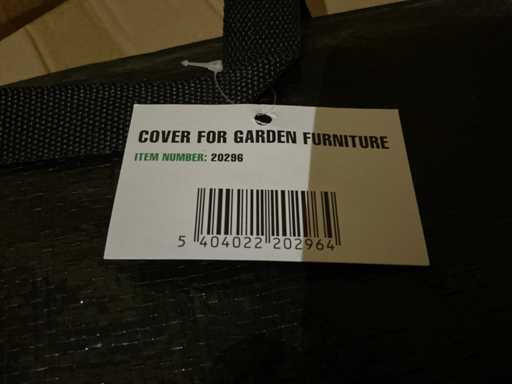 COVER FOR GARDEN FURNITURE
ITEM NUMBER: 20296
5 404022 202964